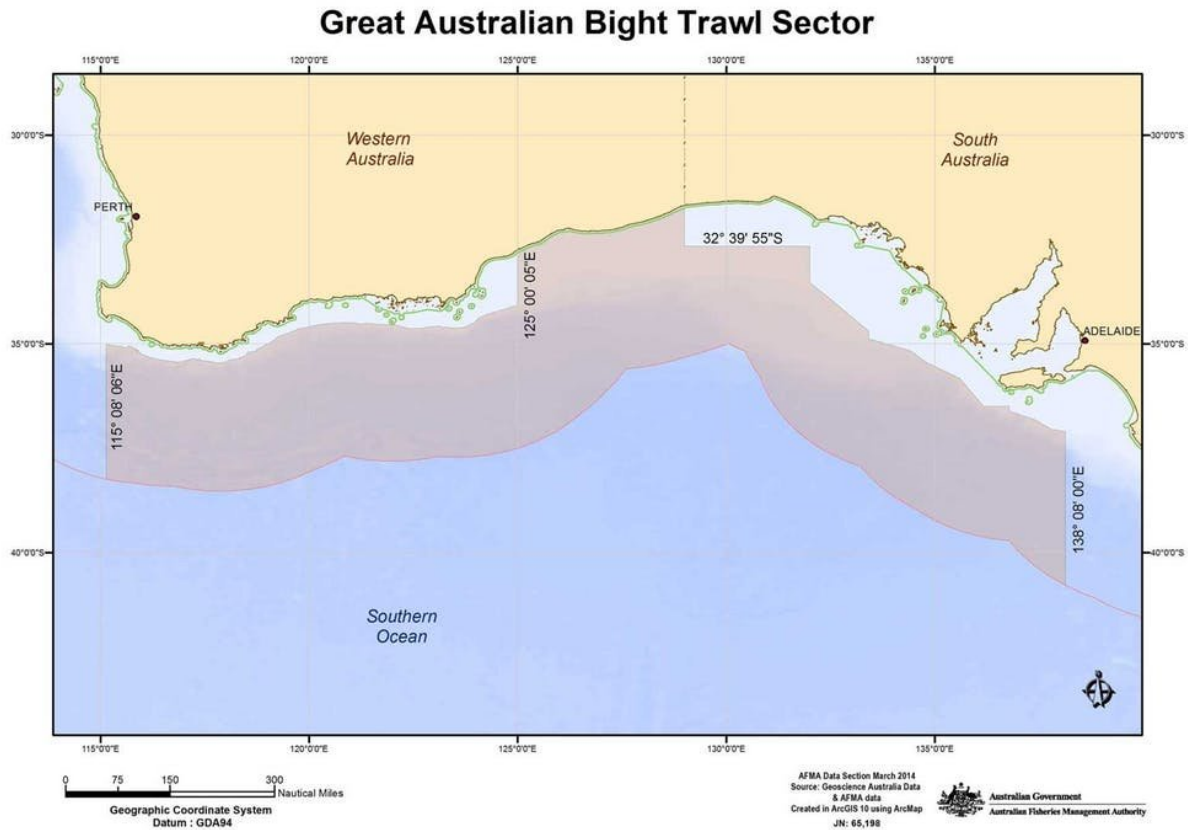 Great Australian Bight Trawl Sector
115°0'0"E 120°0'0"E 125°0'0"E 130°0'0"E 135°0'0"E
30°0'0"S 30°0'0"S
Western
Australia
South
Australia
PERTH
32° 39' 55"S
125° 00' 05"E
ADELAIDE
35°0'0"S 35°0'0"S
115° 08' 06"E
138° 08' 00"E
40°0'0"S 40°0'0"S
Southern
Ocean
115°0'0"E 120°0'0"E 125°0'0"E 130°0'0"E 135°0'0"E
0 75 150 300
Nautical Miles
Geographic Coordinate System
Datum : GDA94
AFMA Data Section March 2014
Source: Geoscience Australia Data
& AFMA data
Created in ArcGIS 10 using ArcMap
JN: 65,198
Australian Government
Australian Fisheries Management Authority